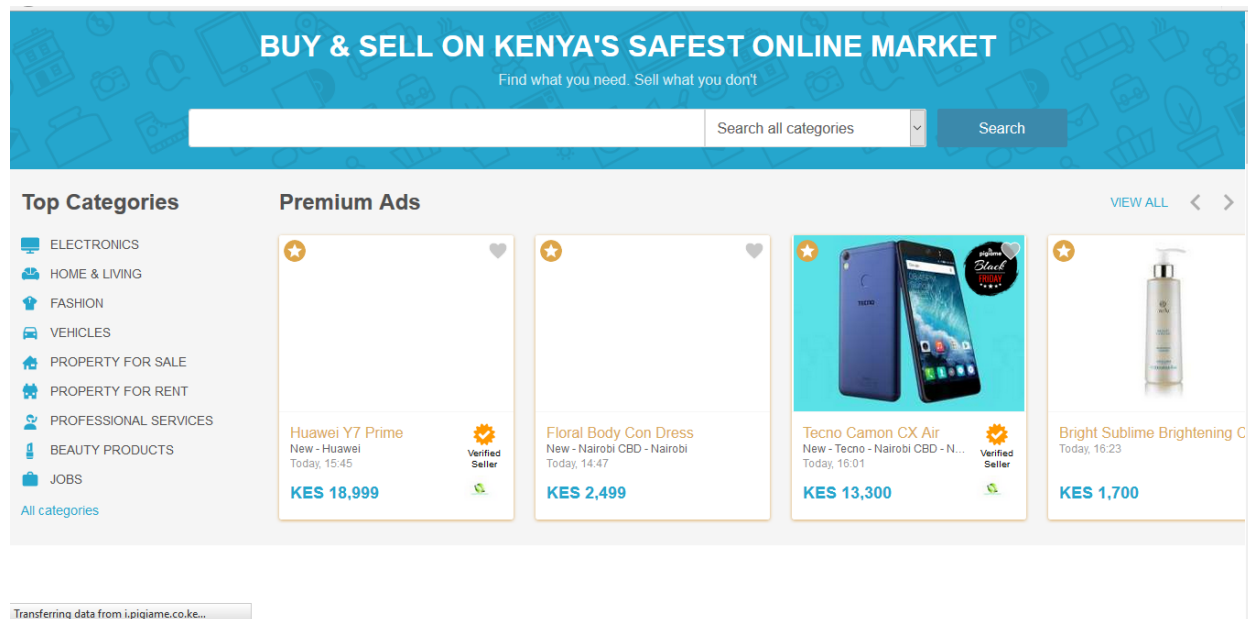 BUY & SELL ON KENYA'S SAFEST ONLINE MARKET
Find what you need. Sell what you don't
Search all categories
Search
Top Categories
ELECTRONICS
HOME & LIVING
FASHION
VEHICLES
PROPERTY FOR SALE
PROPERTY FOR RENT
PROFESSIONAL SERVICES
BEAUTY PRODUCTS
JOBS
All categories
Premium Ads
VIEW ALL
Huawei Y7 Prime
New - Huawei
Today, 15:45
Verified
Seller
KES 18,999
Floral Body Con Dress
New - Nairobi CBD - Nairobi
Today, 14:47
KES 2,499
pigiame
Black
FRIDAY
TECNO
Tecno Camon CX Air
New - Tecno - Nairobi CBD - N...
Today, 16:01
Verified
Seller
KES 13,300
Bright Sublime Brightening C
Today, 16:23
KES 1,700
Transferring data from i.pigiame.co.ke...